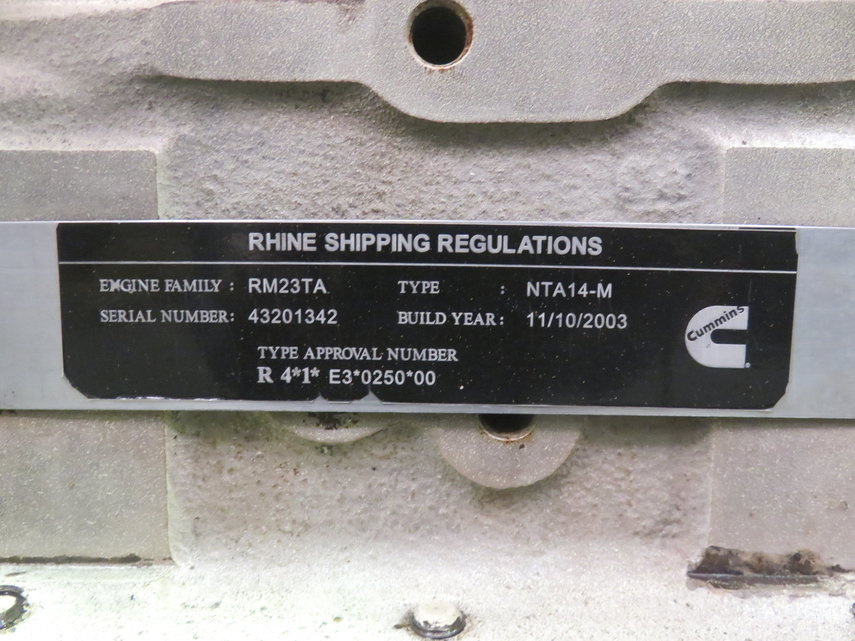 RHINE SHIPPING REGULATIONS
ENGINE FAMILY : RM23TA TYPE : NTA14-M
SERIAL NUMBER: 43201342 BUILD YEAR: 11/10/2003
Cummins
TYPE APPROVAL NUMBER
R 4*1* E3*0250*00